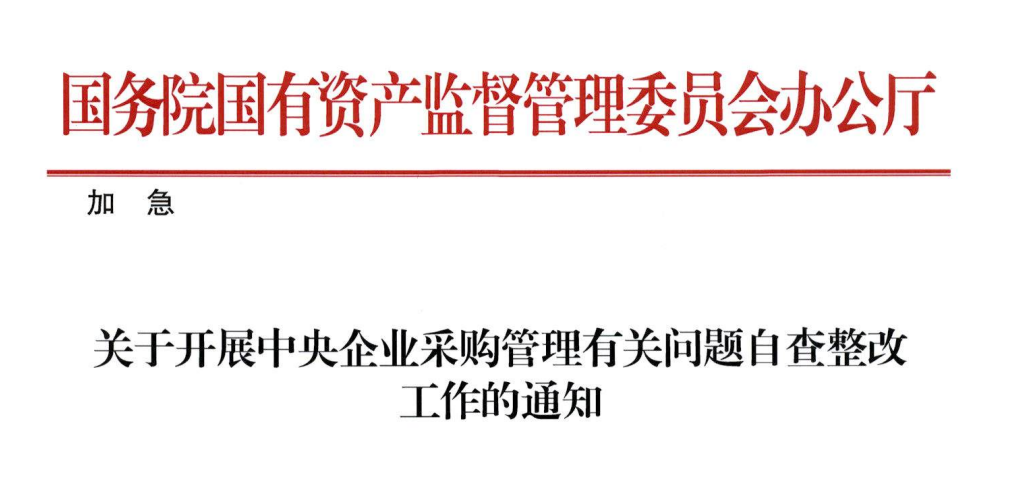 国务院国有资产监督管理委员会办公厅
加 急
关于开展中央企业采购管理有关问题自查整改
工作的通知